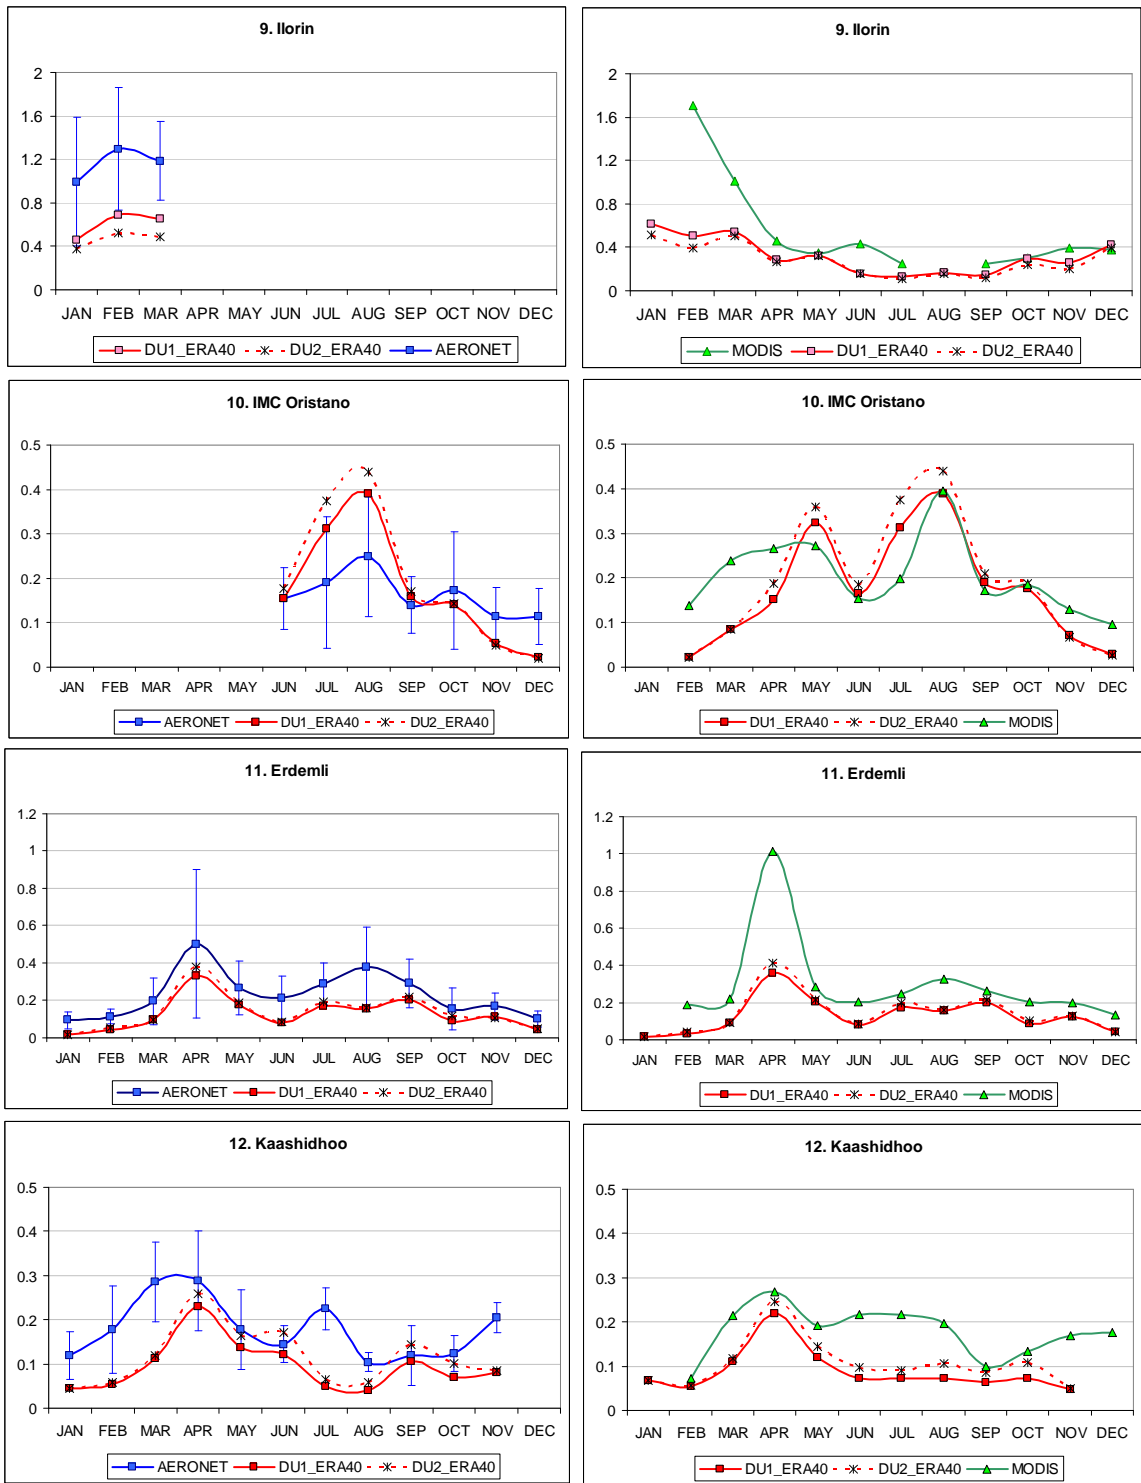 9. Ilorin
2
1.6
1.2
0.8
0.4
0
JAN FEB MAR APR MAY JUN JUL AUG SEP OCT NOV DEC
DU1_ERA40 DU2_ERA40 AERONET
9. Ilorin
2
1.6
1.2
0.8
0.4
0
JAN FEB MAR APR MAY JUN JUL AUG SEP OCT NOV DEC
MODIS DU1_ERA40 DU2_ERA40
10. IMC Oristano
0.5
0.4
0.3
0.2
0.1
0
JAN FEB MAR APR MAY JUN JUL AUG SEP OCT NOV DEC
AERONET DU1_ERA40 DU2_ERA40
10. IMC Oristano
0.5
0.4
0.3
0.2
0.1
0
JAN FEB MAR APR MAY JUN JUL AUG SEP OCT NOV DEC
DU1_ERA40 DU2_ERA40 MODIS
11. Erdemli
1.2
1
0.8
0.6
0.4
0.2
0
JAN FEB MAR APR MAY JUN JUL AUG SEP OCT NOV DEC
AERONET DU1_ERA40 DU2_ERA40
11. Erdemli
1.2
1
0.8
0.6
0.4
0.2
0
JAN FEB MAR APR MAY JUN JUL AUG SEP OCT NOV DEC
DU1_ERA40 DU2_ERA40 MODIS
12. Kaashidhoo
0.5
0.4
0.3
0.2
0.1
0
JAN FEB MAR APR MAY JUN JUL AUG SEP OCT NOV DEC
AERONET DU1_ERA40 DU2_ERA40
12. Kaashidhoo
0.5
0.4
0.3
0.2
0.1
0
JAN FEB MAR APR MAY JUN JUL AUG SEP OCT NOV DEC
DU1_ERA40 DU2_ERA40 MODIS